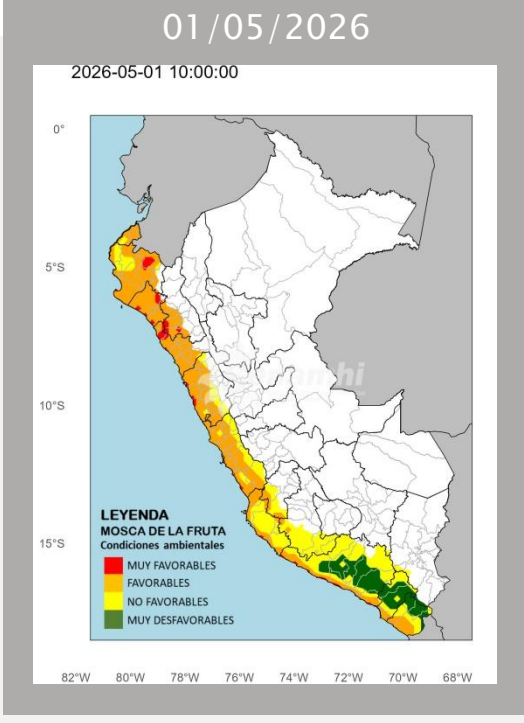 01/05/2026
2026-05-01 10:00:00
0°
5°S
10°S
15°S
LEYENDA
MOSCA DE LA FRUTA
Condiciones ambientales
MUY FAVORABLES
FAVORABLES
NO FAVORABLES
MUY DESFAVORABLES
82°W 80°W 78°W 76°W 74°W 72°W 70°W 68°W